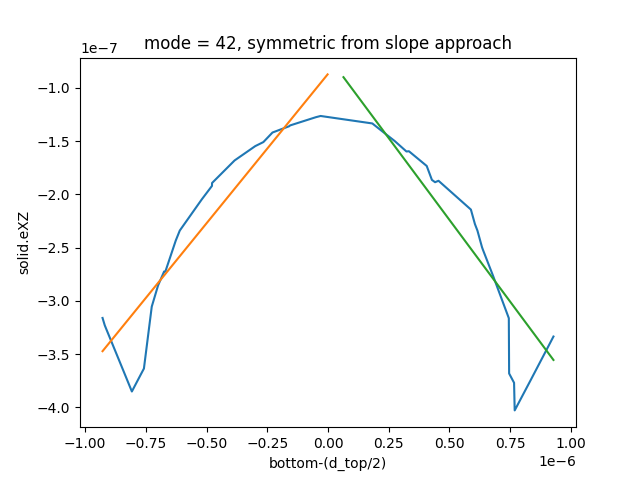 1e−7
mode = 42, symmetric from slope approach
−1.0
−1.5
−2.0
−2.5
−3.0
−3.5
−4.0
solid.eXZ
−1.00 −0.75 −0.50 −0.25 0.00 0.25 0.50 0.75 1.00
bottom-(d_top/2)
1e−6